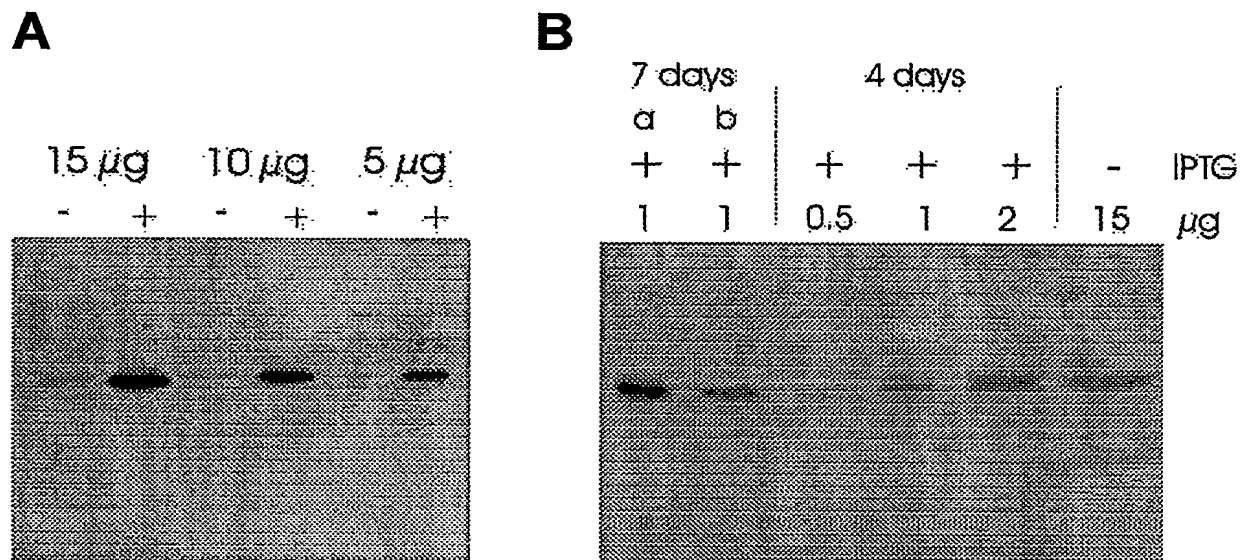 A
15 µg 10 µg 5 µg
- + - + - +
B
7 days 4 days
a b
+ + + + + - IPTG
1 1 0.5 1 2 15 µg